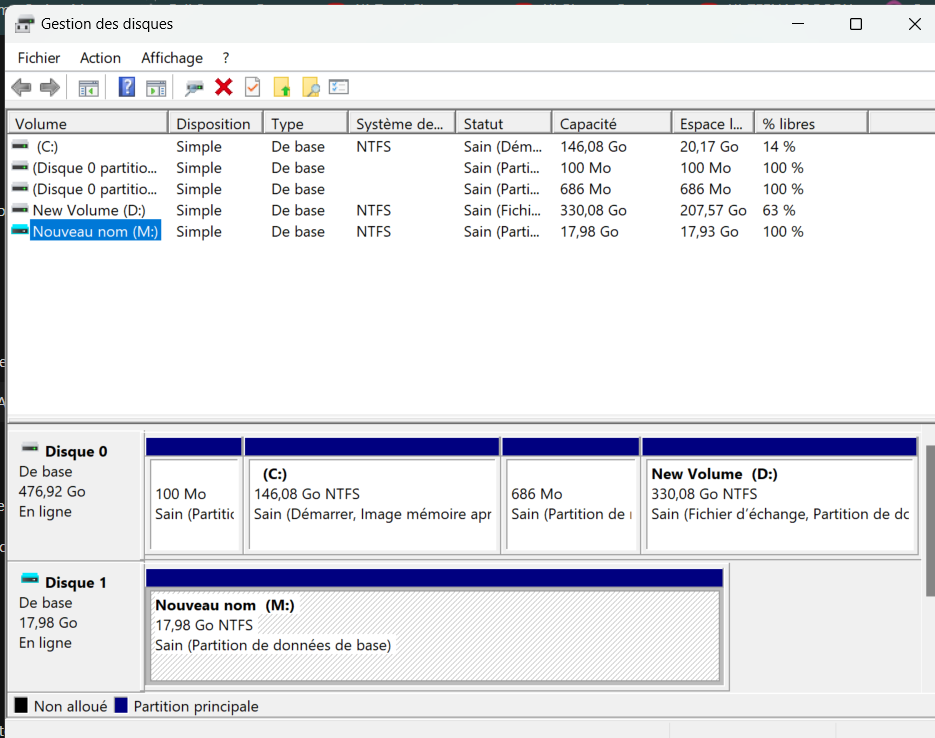 Gestion des disques
Fichier Action Affichage ?
Volume Disposition Type Système de... Statut Capacité Espace l... % libres
(C:) Simple De base NTFS Sain (Dém... 146,08 Go 20,17 Go 14 %
(Disque 0 partitio... Simple De base Sain (Parti... 100 Mo 100 Mo 100 %
(Disque 0 partitio... Simple De base Sain (Parti... 686 Mo 686 Mo 100 %
New Volume (D:) Simple De base NTFS Sain (Fichi... 330,08 Go 207,57 Go 63 %
Nouveau nom (M:) Simple De base NTFS Sain (Parti... 17,98 Go 17,93 Go 100 %
Disque 0
De base
476,92 Go
En ligne
100 Mo
Sain (Partitic
(C:)
146,08 Go NTFS
Sain (Démarrer, Image mémoire apr
686 Mo
Sain (Partition de
New Volume (D:)
330,08 Go NTFS
Sain (Fichier d’échange, Partition de dc
Disque 1
De base
17,98 Go
En ligne
Nouveau nom (M:)
17,98 Go NTFS
Sain (Partition de données de base)
Non alloué Partition principale